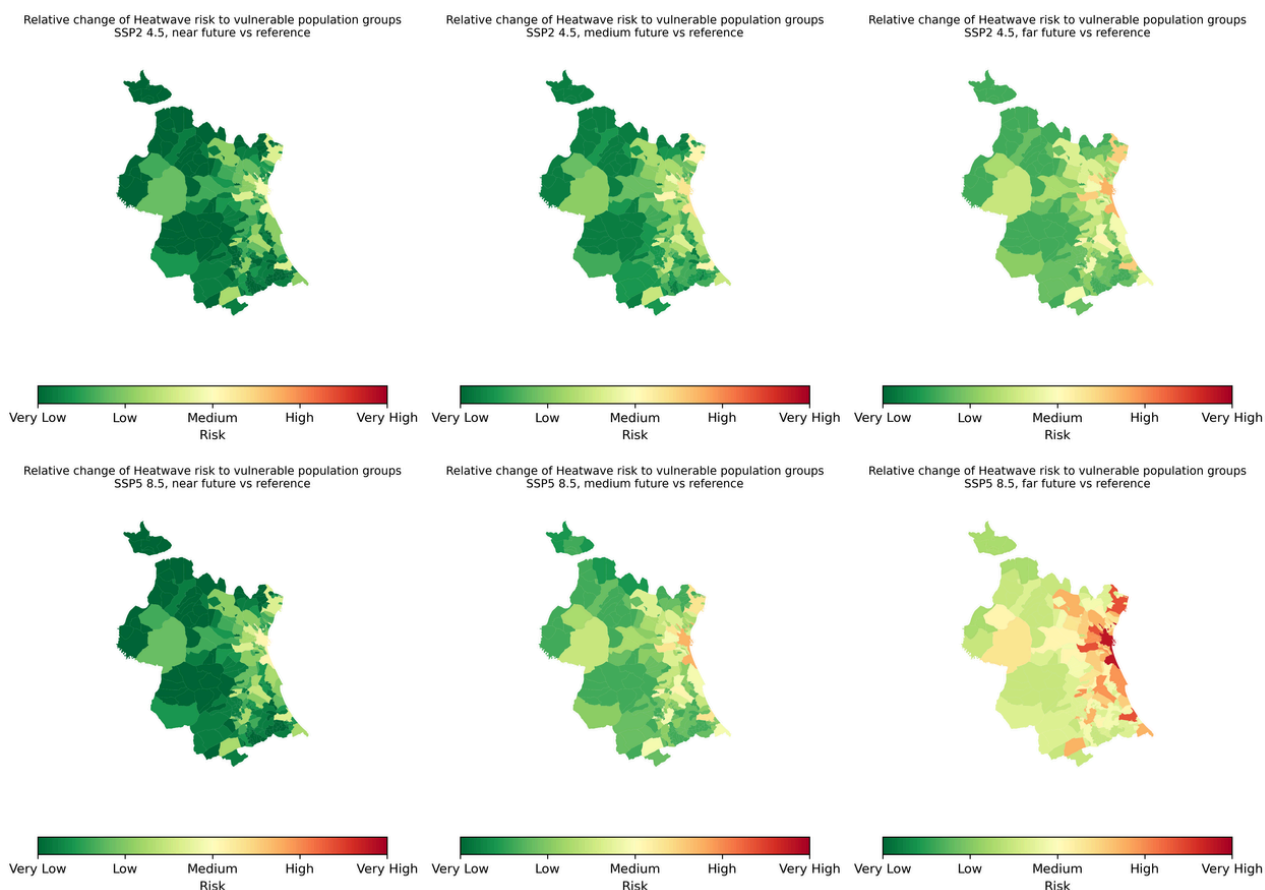 Relative change of Heatwave risk to vulnerable population groups
SSP2 4.5, near future vs reference
Very Low Low Medium High Very High
Risk
Relative change of Heatwave risk to vulnerable population groups
SSP2 4.5, medium future vs reference
Very Low Low Medium High Very High
Risk
Relative change of Heatwave risk to vulnerable population groups
SSP2 4.5, far future vs reference
Very Low Low Medium High Very High
Risk
Relative change of Heatwave risk to vulnerable population groups
SSP5 8.5, near future vs reference
Very Low Low Medium High Very High
Risk
Relative change of Heatwave risk to vulnerable population groups
SSP5 8.5, medium future vs reference
Very Low Low Medium High Very High
Risk
Relative change of Heatwave risk to vulnerable population groups
SSP5 8.5, far future vs reference
Very Low Low Medium High Very High
Risk